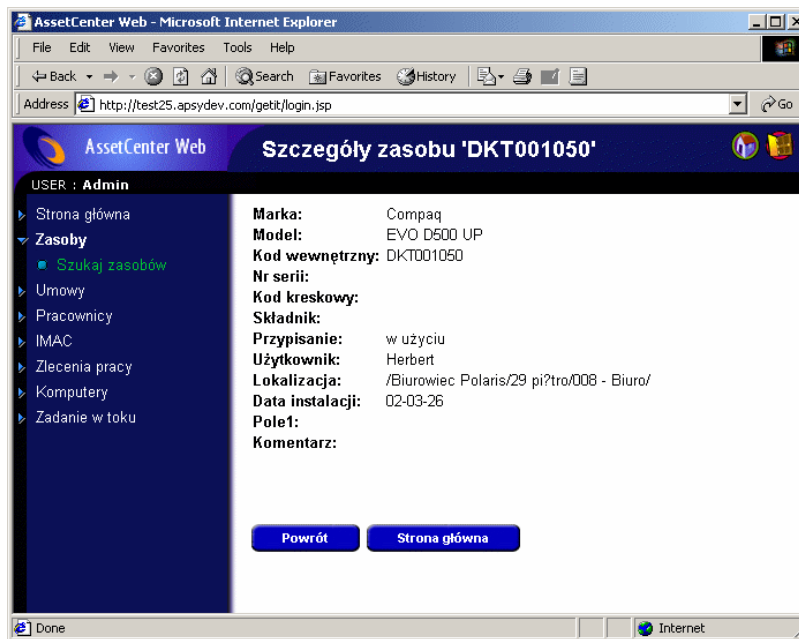 AssetCenter Web - Microsoft Internet Explorer
File Edit View Favorites Tools Help
Back Search Favorites History
Address http://test25.apsydev.com/getit/login.jsp Go
AssetCenter Web Szczegóły zasobu 'DKT001050'
USER : Admin
Strona główna
Zasoby
Szukaj zasobów
Umowy
Pracownicy
IMAC
Zlecenia pracy
Komputery
Zadanie w toku
Marka: Compaq
Model: EVO D500 UP
Kod wewnętrzny: DKT001050
Nr serii:
Kod kreskowy:
Składnik:
Przypisanie: w użyciu
Użytkownik: Herbert
Lokalizacja: /Biurowiec Polaris/29 pi?tro/008 - Biuro/
Data instalacji: 02-03-26
Pole1:
Komentarz:
Powrót Strona główna
Done Internet